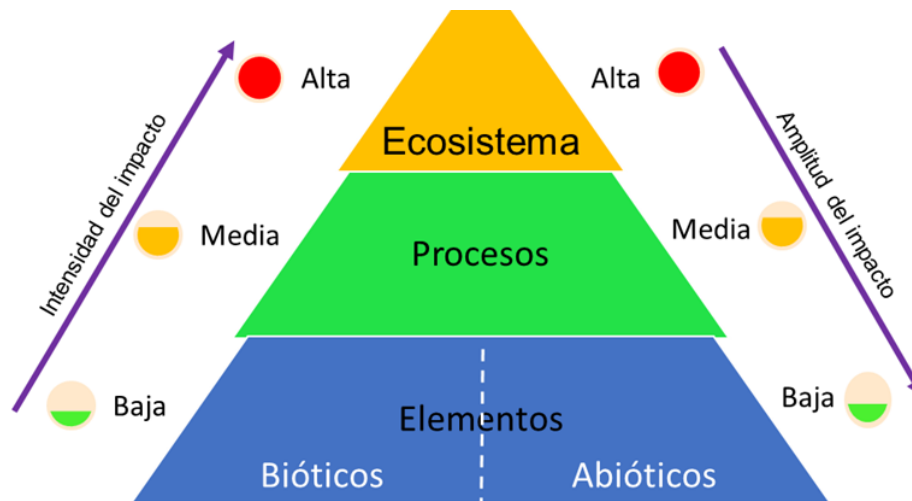 Alta
Alta
Ecosistema
Intensidad del impacto
Amplitud del impacto
Media
Media
Procesos
Baja
Baja
Elementos
Bióticos
Abióticos